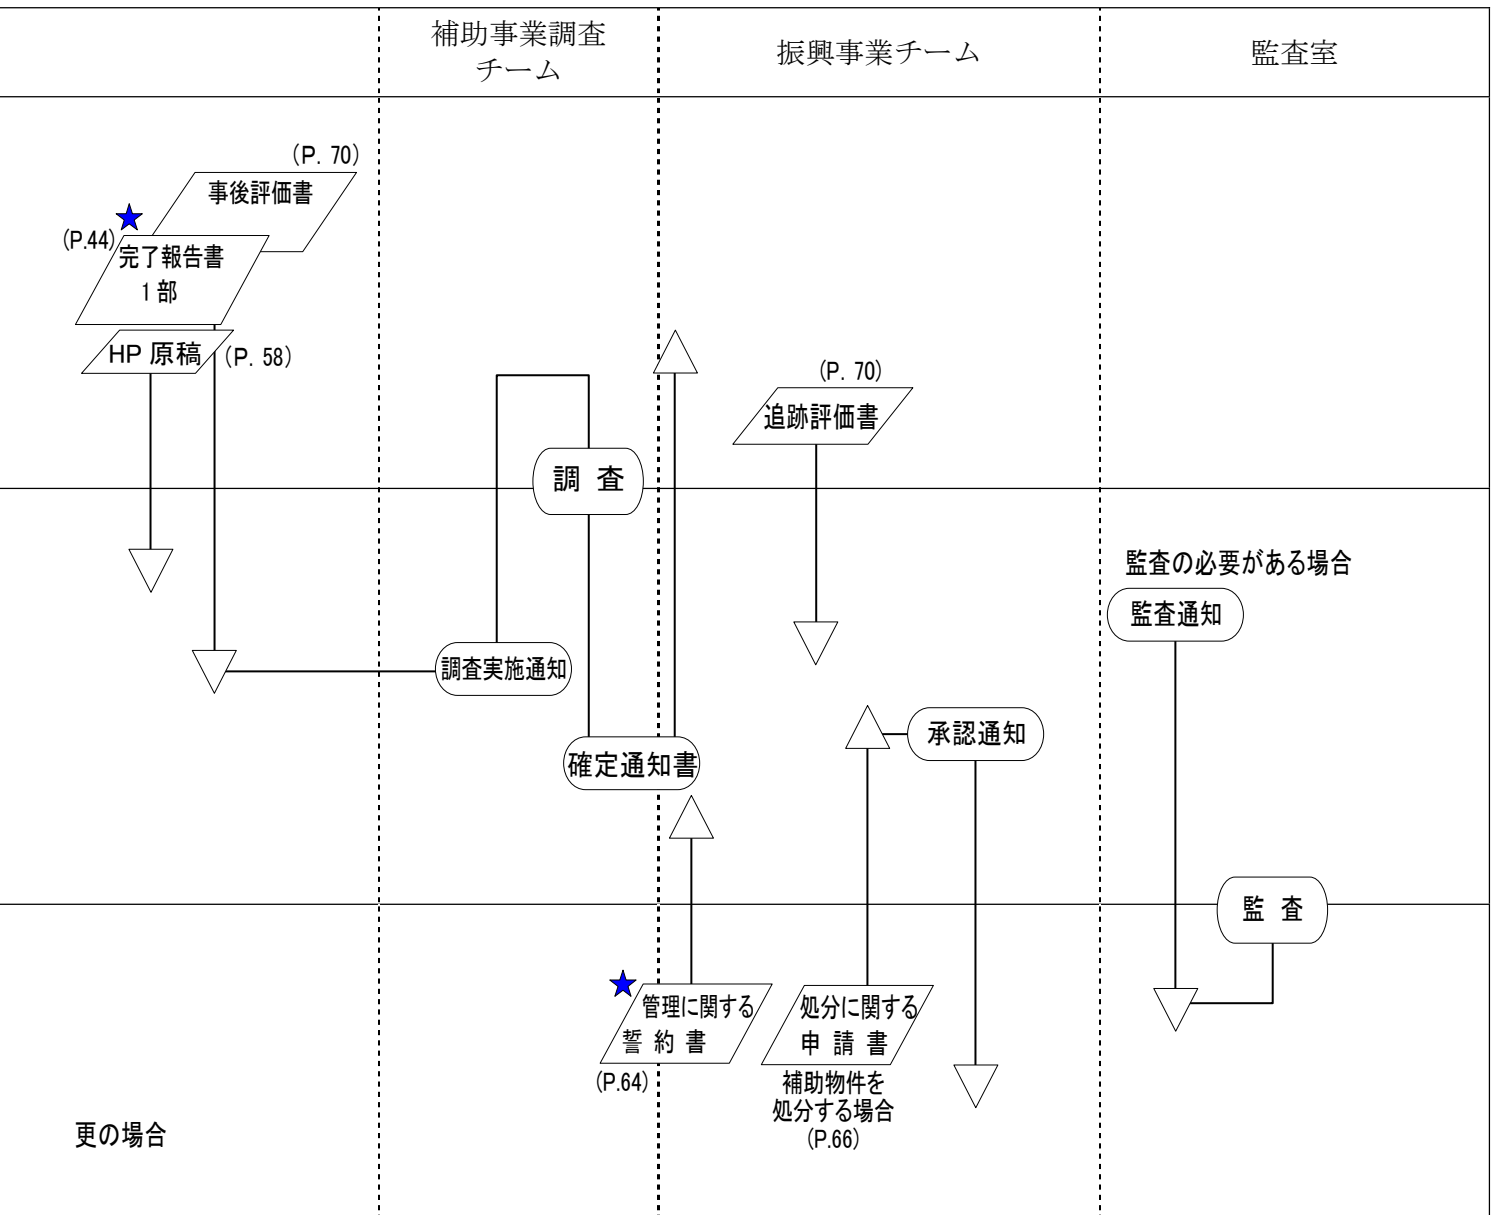 補助事業調査
チーム
振興事業チーム
監査室
(P. 70)
事後評価書
(P.44)
完了報告書
1部
HP 原稿
(P. 58)
(P. 70)
追跡評価書
調 査
監査の必要がある場合
監査通知
調査実施通知
承認通知
確定通知書
監 査
管理に関する
誓 約 書
(P.64)
処分に関する
申 請 書
補助物件を
処分する場合
(P.66)
更の場合